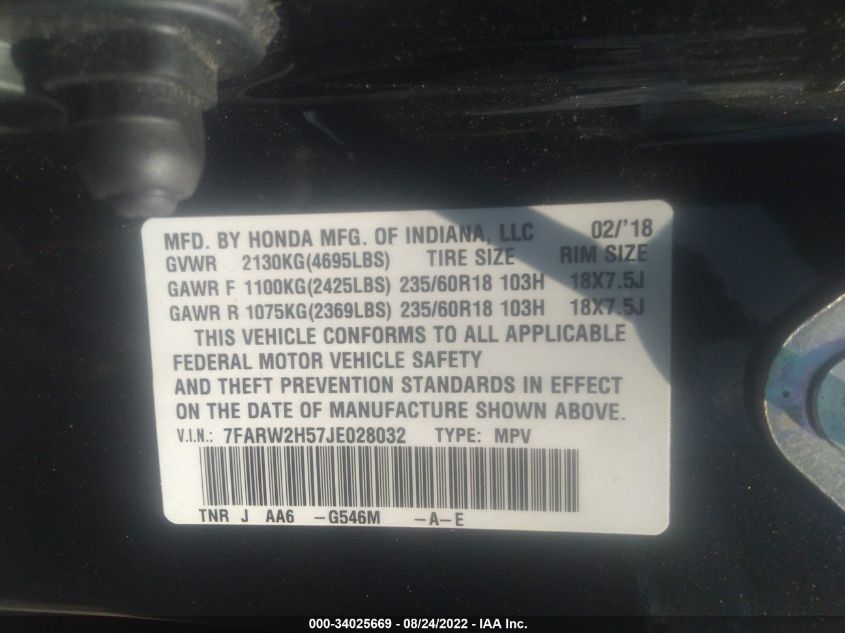 MFD. BY HONDA MFG. OF INDIANA, LLC 02/'18
GVWR 2130KG(4695LBS) TIRE SIZE RIM SIZE
GAWR F 1100KG(2425LBS) 235/60R18 103H 18X7.5J
GAWR R 1075KG(2369LBS) 235/60R18 103H 18X7.5J
THIS VEHICLE CONFORMS TO ALL APPLICABLE
FEDERAL MOTOR VEHICLE SAFETY
AND THEFT PREVENTION STANDARDS IN EFFECT
ON THE DATE OF MANUFACTURE SHOWN ABOVE.
V.I.N.: 7FARW2H57JE028032 TYPE: MPV
TNR J AA6 -G546M -A-E
000-34025669 - 08/24/2022 - IAA Inc.